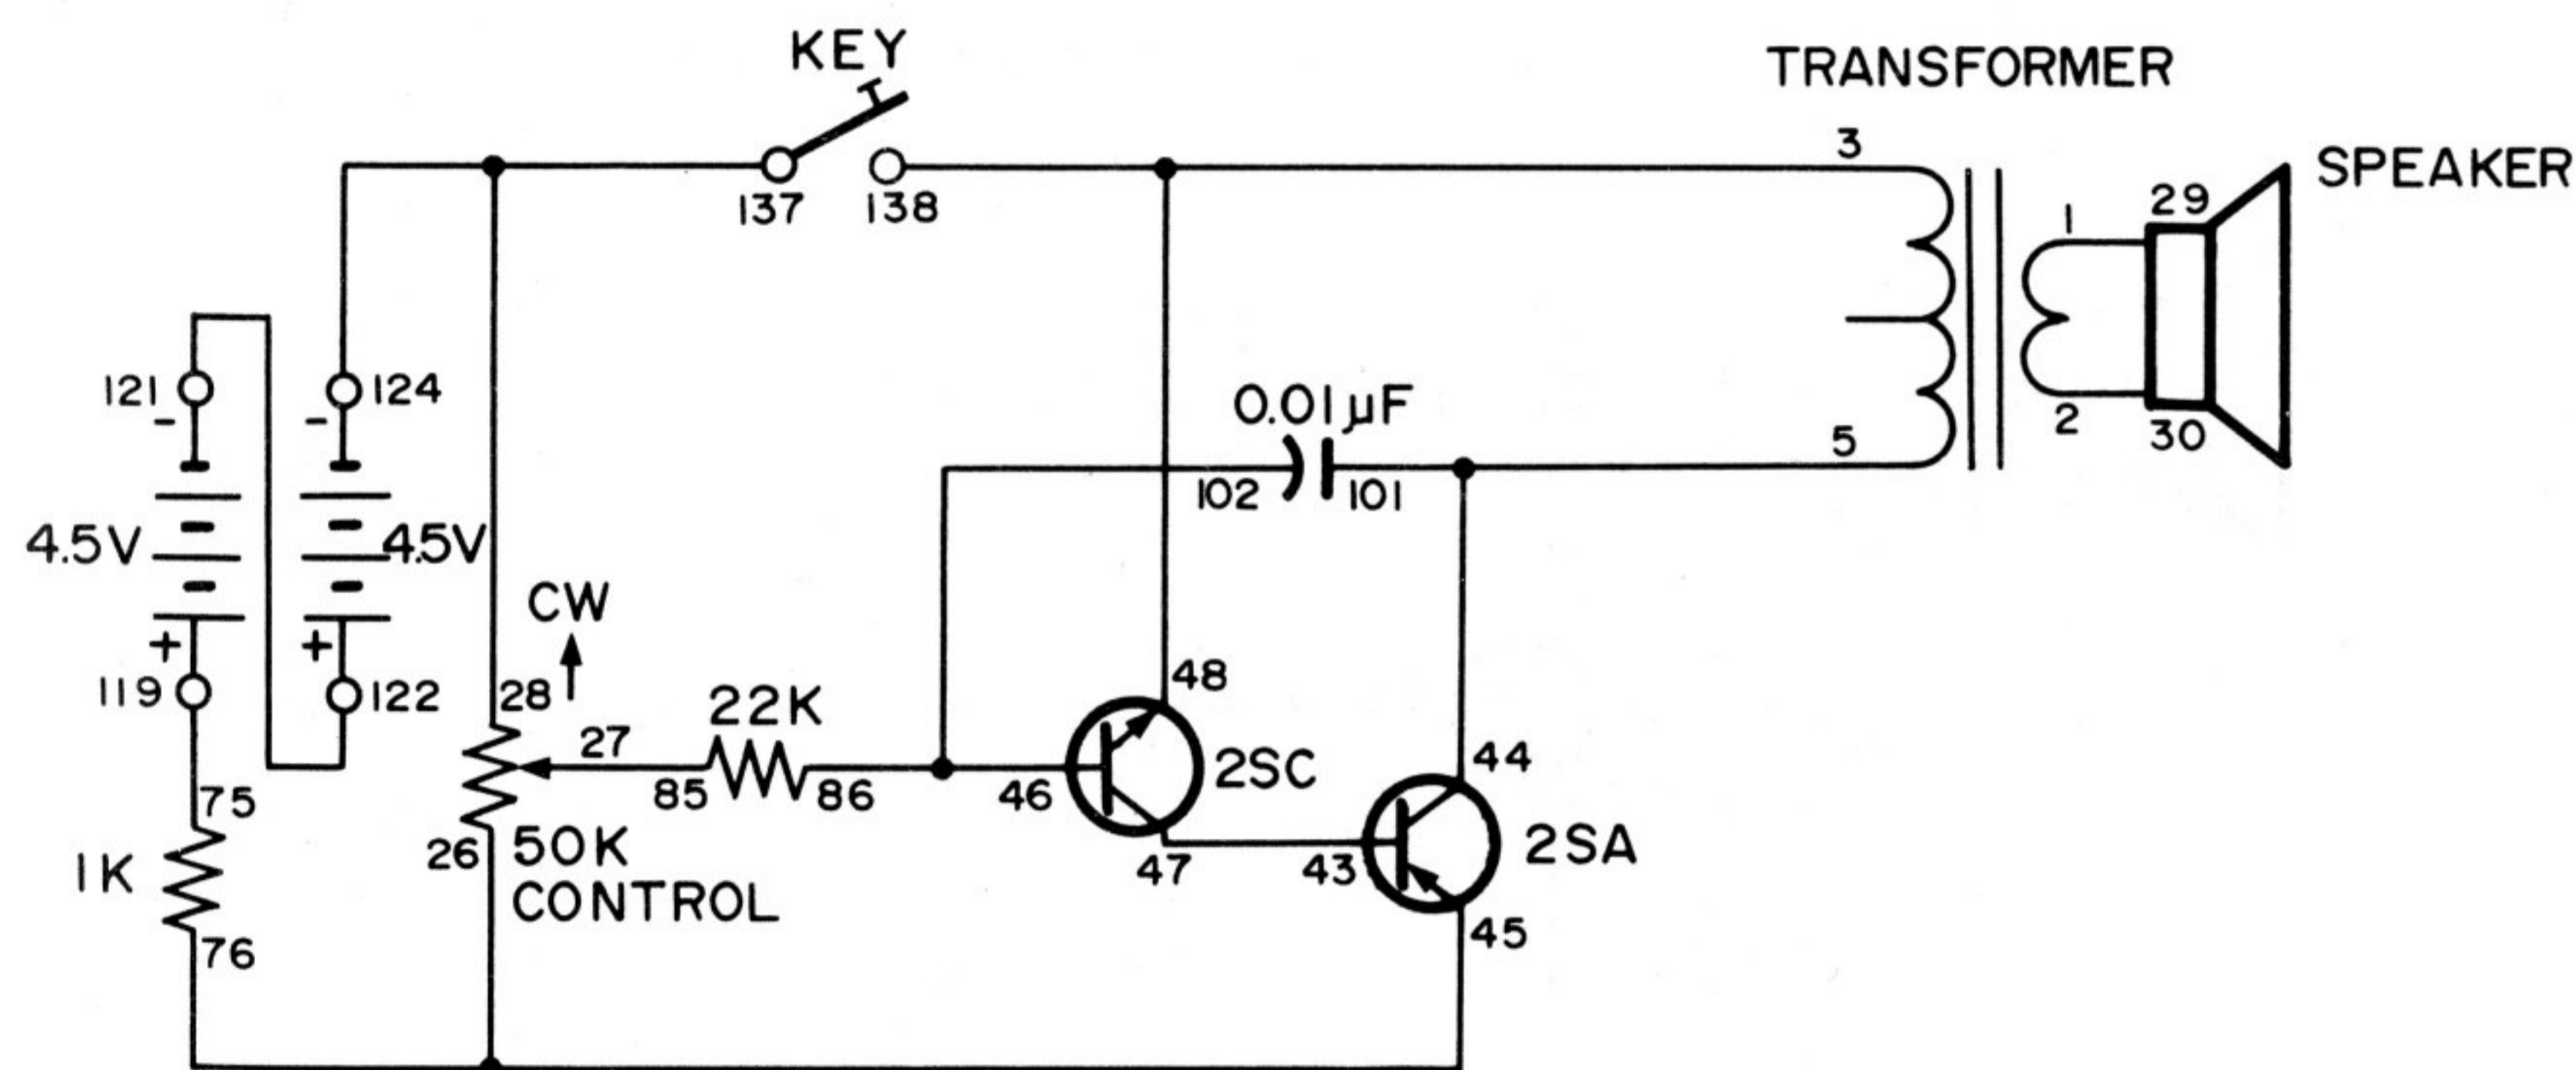 KEY
TRANSFORMER
3
SPEAKER
137
138
29
1
121
-
124
-
0.01µF
5
2
30
102
101
4.5V
4.5V
CW
+
+
48
119
122
28
27
22K
44
85
86
46
2SC
75
26
50K
CONTROL
47
43
2SA
1K
45
76